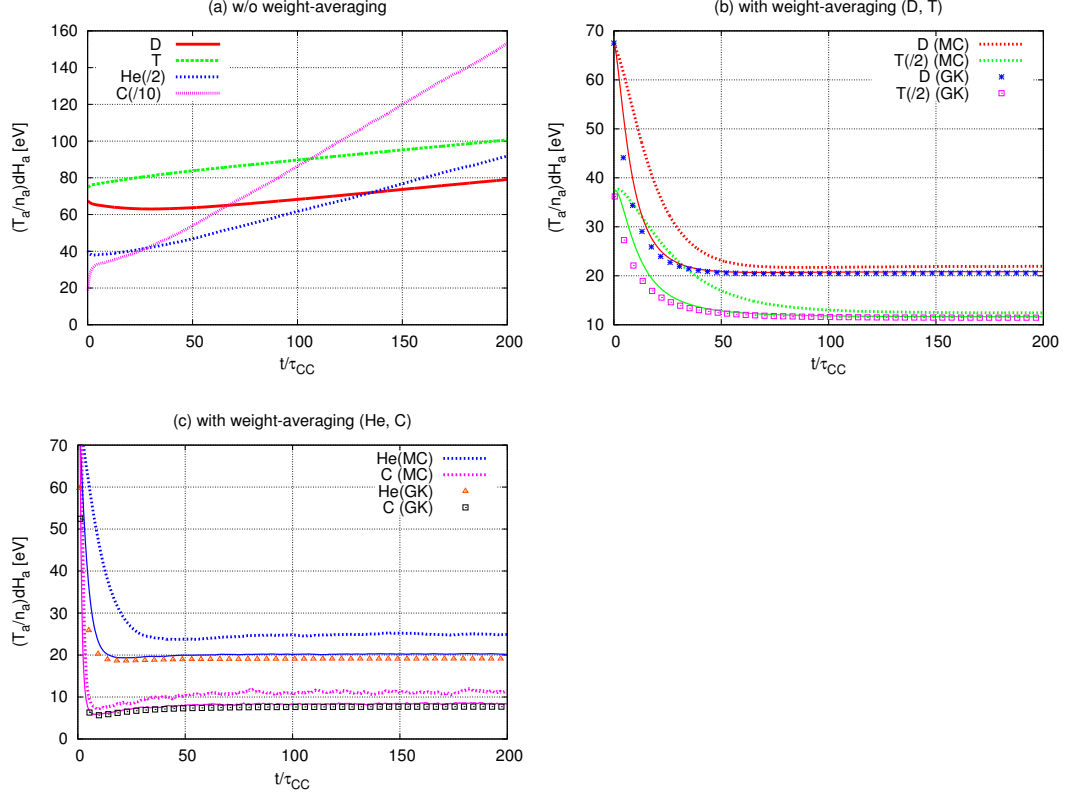 (a) w/o weight-averaging
(T_a/n_a)dH_a [eV]
160
140
120
100
80
60
40
20
0
D
T
He(/2)
C(/10)
0 50 100 150 200
t/τ_CC
(b) with weight-averaging (D, T)
(T_a/n_a)dH_a [eV]
70
60
50
40
30
20
10
D (MC)
T(/2) (MC)
D (GK)
T(/2) (GK)
0 50 100 150 200
t/τ_CC
(c) with weight-averaging (He, C)
(T_a/n_a)dH_a [eV]
70
60
50
40
30
20
10
0
He(MC)
C (MC)
He(GK)
C (GK)
0 50 100 150 200
t/τ_CC